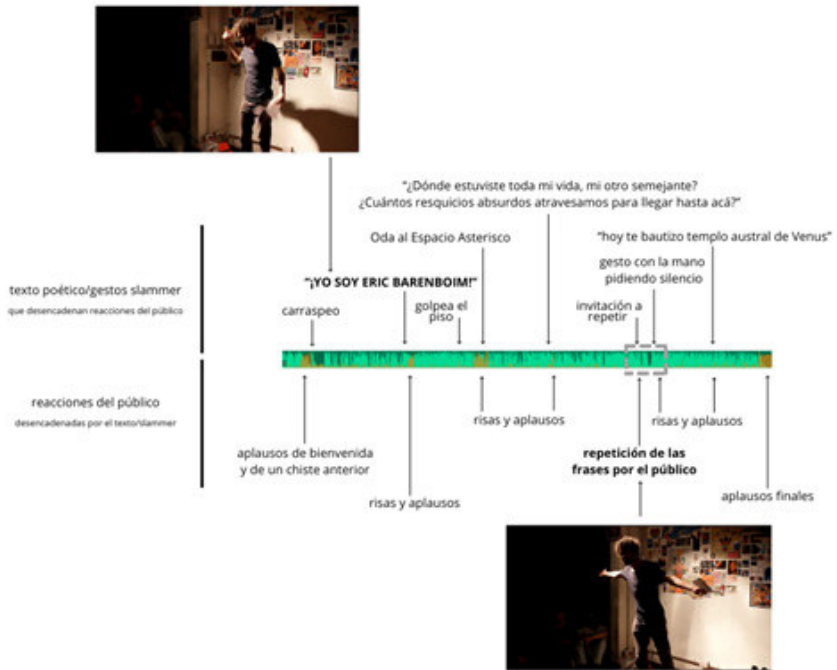 "¿Dónde estuviste toda mi vida, mi otro semejante?
¿Cuántos resquicios absurdos atravesamos para llegar hasta acá?"
Oda al Espacio Asterisco
"hoy te bautizo templo austral de Venus"
gesto con la mano
pidiendo silencio
texto poético/gestos slammer
que desencadenan reacciones del público
"¡YO SOY ERIC BARENBOIM!"
carraspeo
golpea el
piso
invitación a
repetir
reacciones del público
desencadenadas por el texto/slammer
risas y aplausos
risas y aplausos
aplausos de bienvenida
y de un chiste anterior
repetición de las
frases por el público
risas y aplausos
aplausos finales